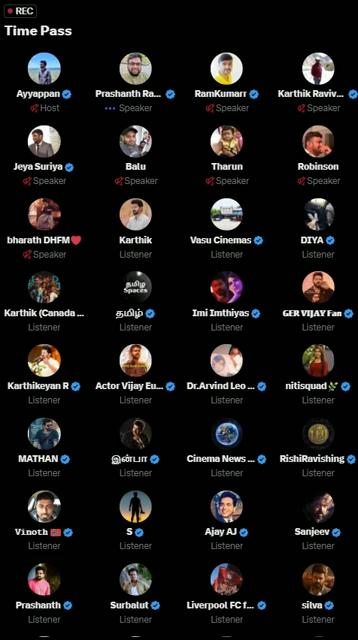 REC
Time Pass
Ayyappan Prashanth Ra... RamKumarr Karthik Raviv...
Host Speaker Speaker Speaker
Jeya Suriya Balu Tharun Robinson
Speaker Speaker Speaker Speaker
bharath DHFM❤️ Karthik Vasu Cinemas DIYA
Speaker Listener Listener Listener
தமிழ்
Spaces
Karthik (Canada ... தமிழ் Imi Imthiyas GER VIJAY Fan
Listener Listener Listener Listener
Karthikeyan R Actor Vijay Eu... Dr.Arvind Leo ... nitisquad🌿
Listener Listener Listener Listener
MATHAN இன்பா Cinema News ... RishiRavishing
Listener Listener Listener Listener
Vinoth S Ajay AJ Sanjeev
Listener Listener Listener Listener
Prashanth Surbalut Liverpool FC f... silva
Listener Listener Listener Listener